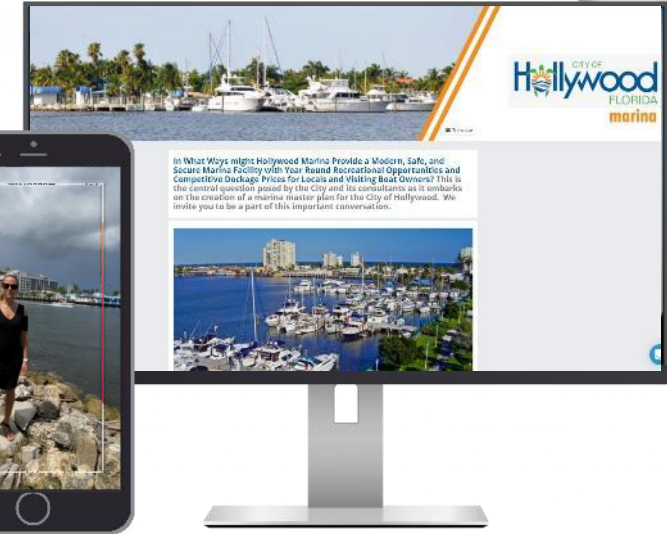 CITY OF
Hollywood
FLORIDA
marina
In What Ways might Hollywood Marina Provide a Modern, Safe, and
Secure Marina Facility with Year Round Recreational Opportunities and
Competitive Dockage Prices for Locals and Visiting Boat Owners? This is
the central question posed by the City and its consultants as it embarks
on the creation of a marina master plan for the City of Hollywood. We
invite you to be a part of this important conversation.